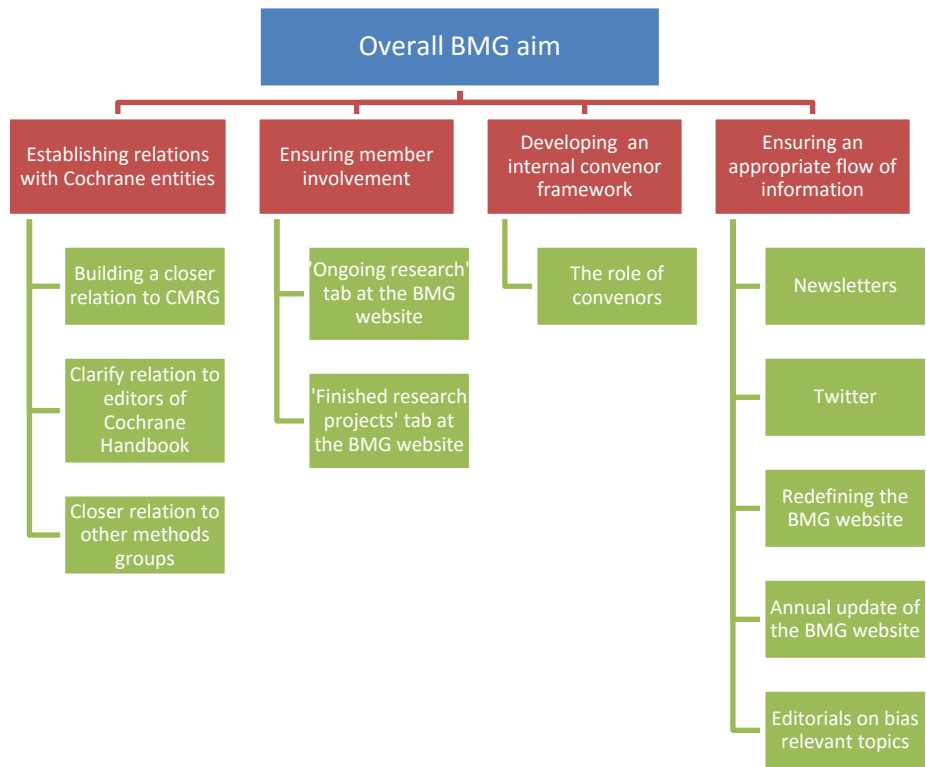 Overall BMG aim
Establishing relations
with Cochrane entities
Ensuring member
involvement
Developing an
internal convenor
framework
Ensuring an
appropriate flow of
information
Building a closer
relation to CMRG
Clarify relation to
editors of
Cochrane
Handbook
Closer relation to
other methods
groups
'Ongoing research'
tab at the BMG
website
'Finished research
projects' tab at
the BMG website
The role of
convenors
Newsletters
Twitter
Redefining the
BMG website
Annual update of
the BMG website
Editorials on bias
relevant topics